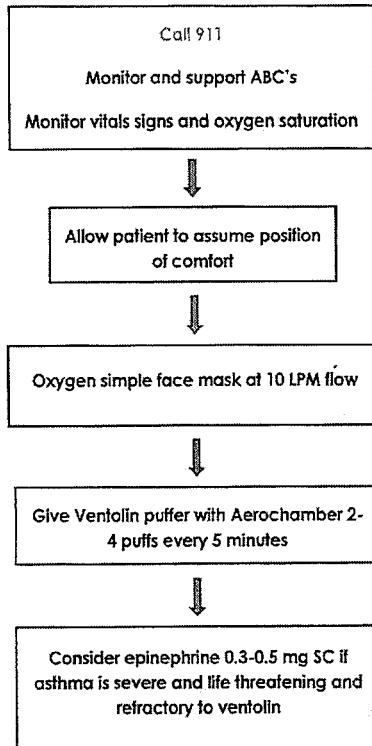 Call 911
Monitor and support ABC's
Monitor vitals signs and oxygen saturation
Allow patient to assume position
of comfort
Oxygen simple face mask at 10 LPM flow
Give Ventolin puffer with Aerochamber 2-
4 puffs every 5 minutes
Consider epinephrine 0.3-0.5 mg SC if
asthma is severe and life threatening and
refractory to ventolin